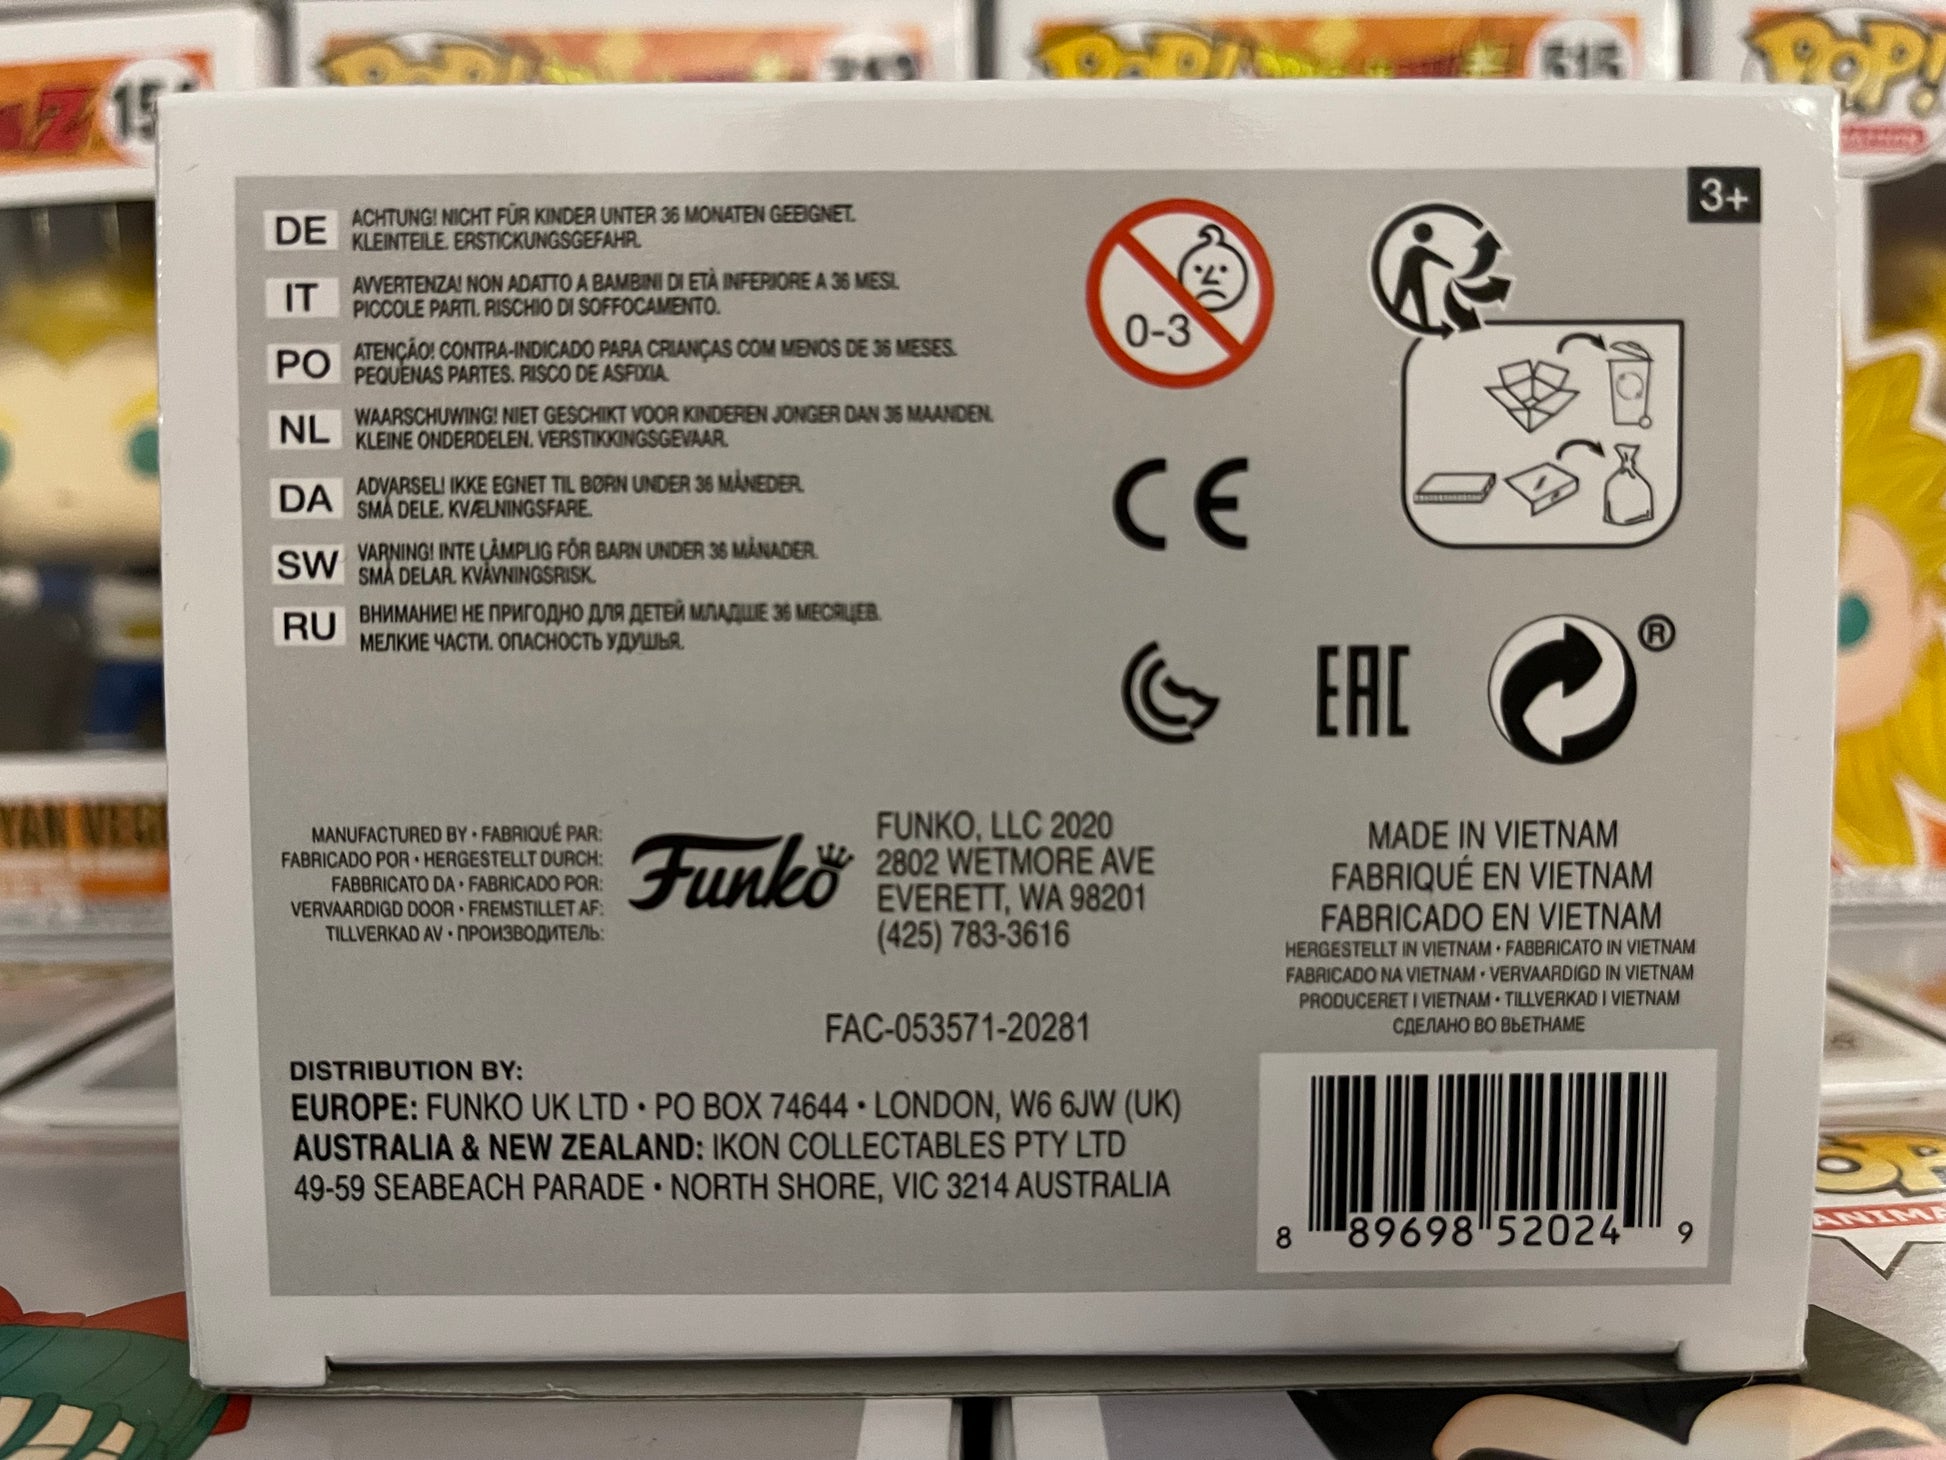 Z
154
POP!
313
POP!
515
POP!
3+
DE
ACHTUNG! NICHT FÜR KINDER UNTER 36 MONATEN GEEIGNET.
KLEINTEILE. ERSTICKUNGSGEFAHR.
IT
AVVERTENZA! NON ADATTO A BAMBINI DI ETÀ INFERIORE A 36 MESI.
PICCOLE PARTI. RISCHIO DI SOFFOCAMENTO.
PO
ATENÇÃO! CONTRA-INDICADO PARA CRIANÇAS COM MENOS DE 36 MESES.
PEQUENAS PARTES. RISCO DE ASFIXIA.
NL
WAARSCHUWING! NIET GESCHIKT VOOR KINDEREN JONGER DAN 36 MAANDEN.
KLEINE ONDERDELEN. VERSTIKKINGSGEVAAR.
DA
ADVARSEL! IKKE EGNET TIL BØRN UNDER 36 MÅNEDER.
SMÅ DELE. KVÆLNINGSFARE.
SW
VARNING! INTE LÄMPLIG FÖR BARN UNDER 36 MÅNADER.
SMÅ DELAR. KVÄVNINGSRISK.
RU
ВНИМАНИЕ! НЕ ПРИГОДНО ДЛЯ ДЕТЕЙ МЛАДШЕ 36 МЕСЯЦЕВ.
МЕЛКИЕ ЧАСТИ. ОПАСНОСТЬ УДУШЬЯ.
0-3
CE
EAC
®
MANUFACTURED BY • FABRIQUÉ PAR:
FABRICADO POR • HERGESTELLT DURCH:
FABBRICATO DA • FABRICADO POR:
VERVAARDIGD DOOR • FREMSTILLET AF:
TILLVERKAD AV • ПРОИЗВОДИТЕЛЬ:
Funko
FUNKO, LLC 2020
2802 WETMORE AVE
EVERETT, WA 98201
(425) 783-3616
MADE IN VIETNAM
FABRIQUÉ EN VIETNAM
FABRICADO EN VIETNAM
HERGESTELLT IN VIETNAM • FABBRICATO IN VIETNAM
FABRICADO NA VIETNAM • VERVAARDIGD IN VIETNAM
PRODUCERET I VIETNAM • TILLVERKAD I VIETNAM
СДЕЛАНО ВО ВЬЕТНАМЕ
FAC-053571-20281
DISTRIBUTION BY:
EUROPE: FUNKO UK LTD • PO BOX 74644 • LONDON, W6 6JW (UK)
AUSTRALIA & NEW ZEALAND: IKON COLLECTABLES PTY LTD
49-59 SEABEACH PARADE • NORTH SHORE, VIC 3214 AUSTRALIA
8 89698 52024 9